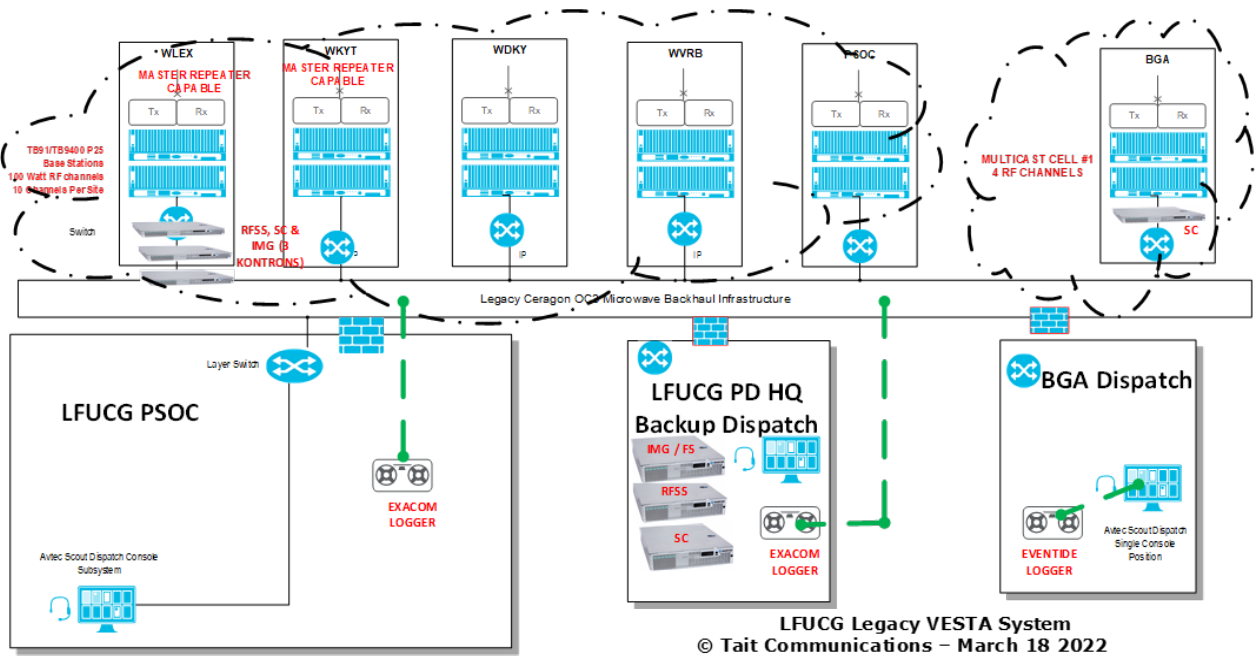 WLEX
WKYT
WDKY
WVRB
PSOC
BGA
MASTER REPEATER
CAPABLE
MASTER REPEATER
CAPABLE
Tx Rx
Tx Rx
Tx Rx
Tx Rx
Tx Rx
Tx Rx
TB91/TB9400 P25
Base Stations
100 Watt RF channels
10 Channels Per Site
MULTICAST CELL #1
4 RF CHANNELS
Switch
RFSS, SC &
IMG (3
KONTRONS)
SC
IP
IP
Legacy Ceragon OC3 Microwave Backhaul Infrastructure
Layer Switch
LFUCG PSOC
EXACOM
LOGGER
Avtec Scout Dispatch Console
Subsystem
LFUCG PD HQ
Backup Dispatch
IMG / FS
RFSS
SC
EXACOM
LOGGER
BGA Dispatch
EVENTIDE
LOGGER
Avtec Scout Dispatch
Single Console
Position
LFUCG Legacy VESTA System
© Tait Communications – March 18 2022